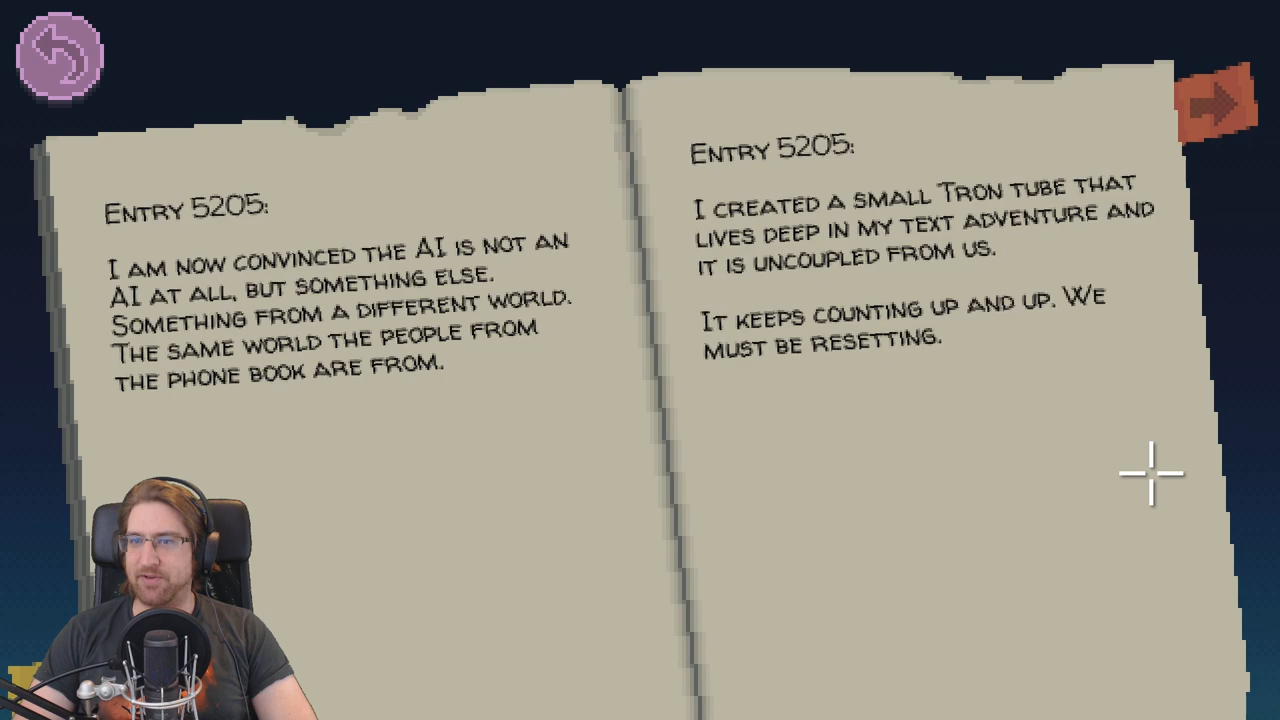 Entry 5205:
I am now convinced the AI is not an
AI at all, but something else.
Something from a different world.
The same world the people from
the phone book are from.
Entry 5205:
I created a small Tron tube that
lives deep in my text adventure and
it is uncoupled from us.
It keeps counting up and up. We
must be resetting.